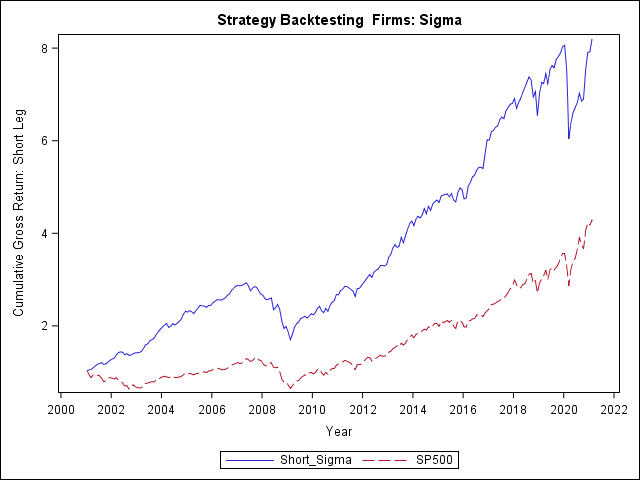 Strategy Backtesting  Firms: Sigma
Cumulative Gross Return: Short Leg
8
6
4
2
2000 2002 2004 2006 2008 2010 2012 2014 2016 2018 2020 2022
Year
Short_Sigma SP500